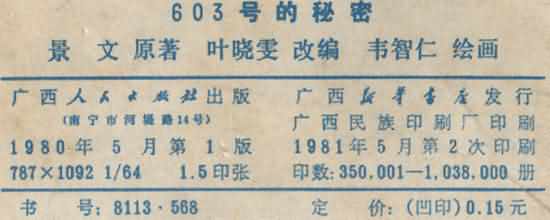 603号的秘密
景 文 原著 叶晓雯 改编 韦智仁 绘画
广西人民出版社出版
(南宁市河堤路14号)
1980年5月第1版
787×1092 1/64 1.5印张
广西新华书店发行
广西民族印刷厂印刷
1981年5月第2次印刷
印数:350,001—1,038,000册
书 号:8113·568
定 价:(凹印)0.15元